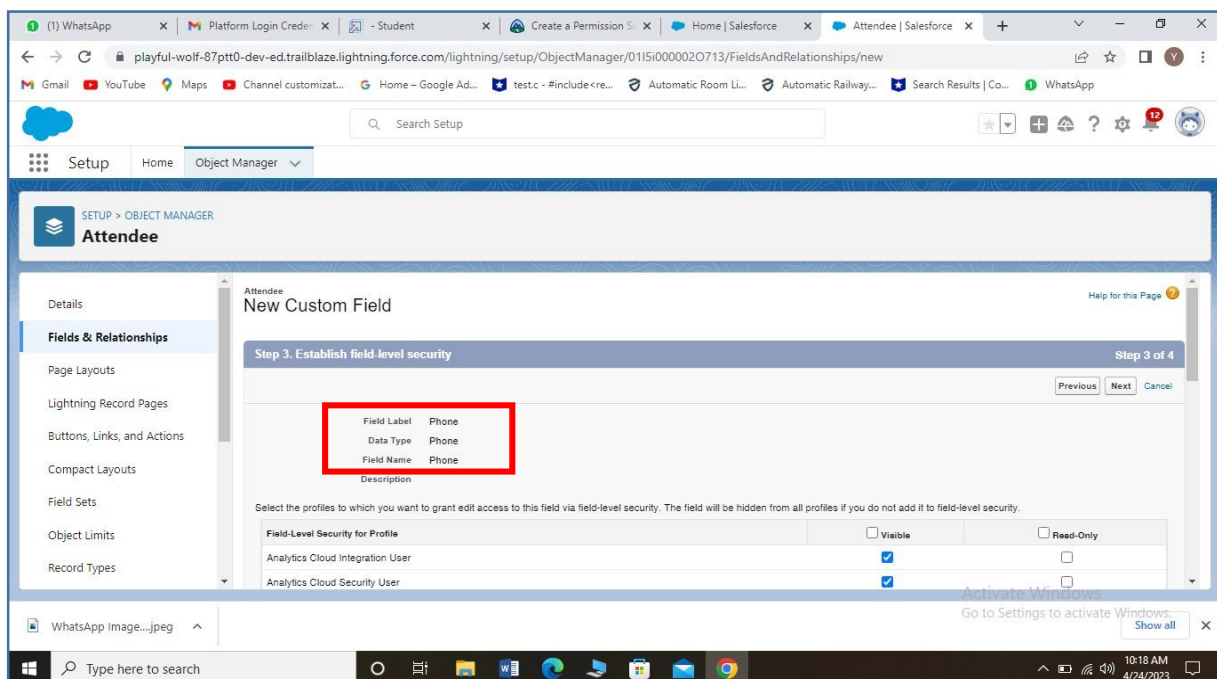 (1) WhatsApp
Platform Login Creder
- Student
Create a Permission S
Home | Salesforce
Attendee | Salesforce
playful-wolf-87ptt0-dev-ed.trailblaze.lightning.force.com/lightning/setup/ObjectManager/01I5i000002O713/FieldsAndRelationships/new
Y
Gmail
YouTube
Maps
Channel customizat...
Home – Google Ad...
test.c - #include<re...
Automatic Room Li...
Automatic Railway...
Search Results | Co...
WhatsApp
Search Setup
12
Setup
Home
Object Manager
SETUP > OBJECT MANAGER
Attendee
Details
Fields & Relationships
Page Layouts
Lightning Record Pages
Buttons, Links, and Actions
Compact Layouts
Field Sets
Object Limits
Record Types
Attendee
New Custom Field
Help for this Page
Step 3. Establish field-level security
Step 3 of 4
Previous
Next
Cancel
Field Label Phone
Data Type Phone
Field Name Phone
Description
Select the profiles to which you want to grant edit access to this field via field-level security. The field will be hidden from all profiles if you do not add it to field-level security.
Field-Level Security for Profile
Visible
Read-Only
Analytics Cloud Integration User
Analytics Cloud Security User
Activate Windows
Go to Settings to activate Windows.
WhatsApp Image....jpeg
Show all
Type here to search
10:18 AM
4/24/2023